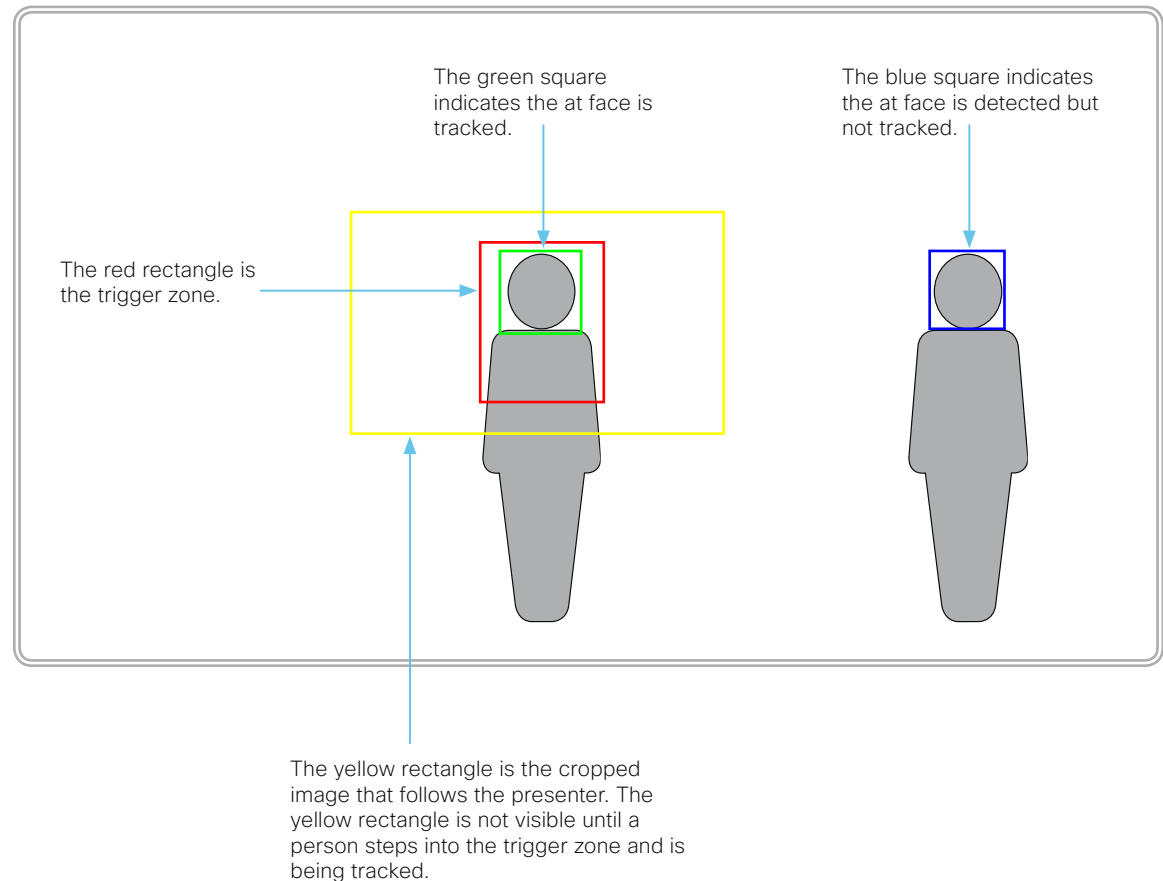 The green square
indicates the at face is
tracked.
The blue square indicates
the at face is detected but
not tracked.
The red rectangle is
the trigger zone.
The yellow rectangle is the cropped
image that follows the presenter. The
yellow rectangle is not visible until a
person steps into the trigger zone and is
being tracked.